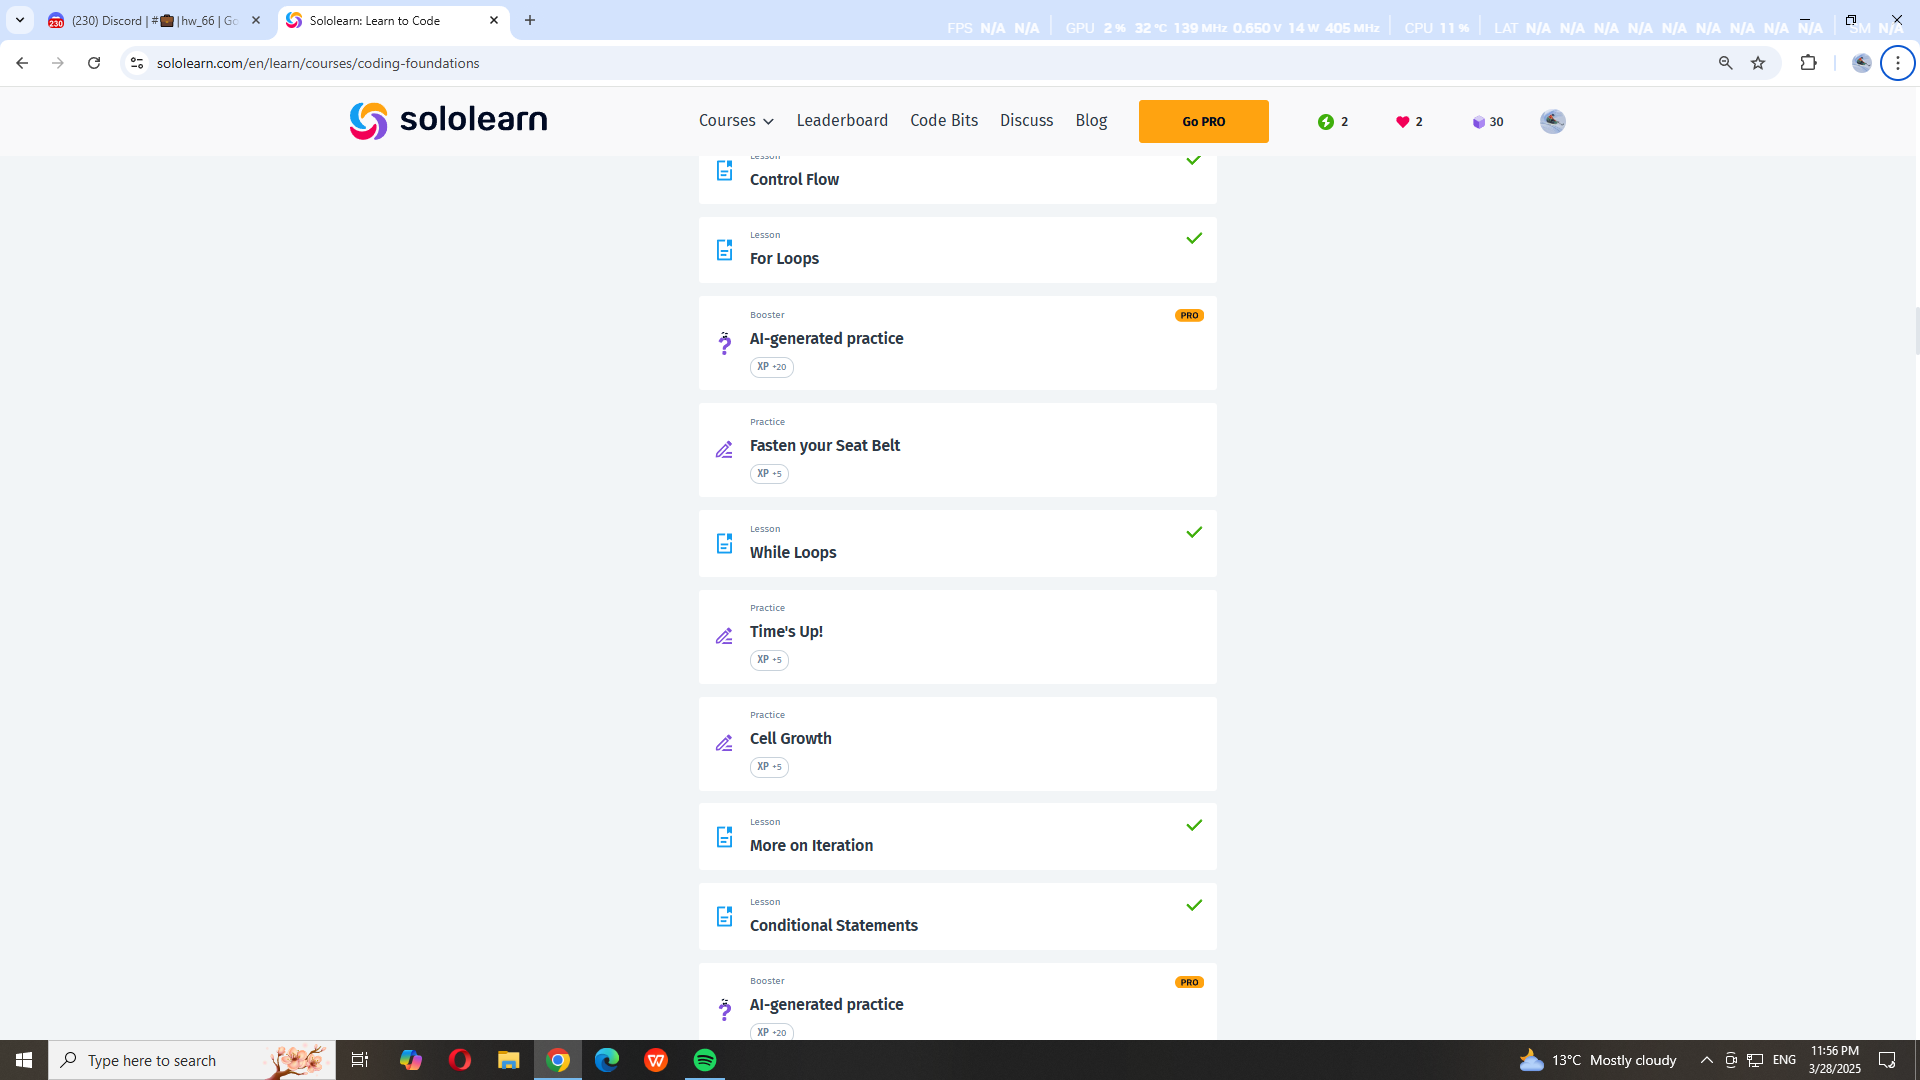 (230) Discord | #💼|hw_66 | Go
Sololearn: Learn to Code
FPS N/A N/A GPU 2 % 32 °C 139 MHz 0.650 V 14 W 405 MHz CPU 11 % LAT N/A N/A N/A N/A N/A N/A N/A N/A N/A SM N/A
sololearn.com/en/learn/courses/coding-foundations
sololearn
Courses
Leaderboard
Code Bits
Discuss
Blog
Go PRO
2
2
30
Lesson
Control Flow
Lesson
For Loops
Booster
PRO
AI-generated practice
XP +20
Practice
Fasten your Seat Belt
XP +5
Lesson
While Loops
Practice
Time's Up!
XP +5
Practice
Cell Growth
XP +5
Lesson
More on Iteration
Lesson
Conditional Statements
Booster
PRO
AI-generated practice
XP +20
Type here to search
13°C Mostly cloudy
ENG
11:56 PM
3/28/2025